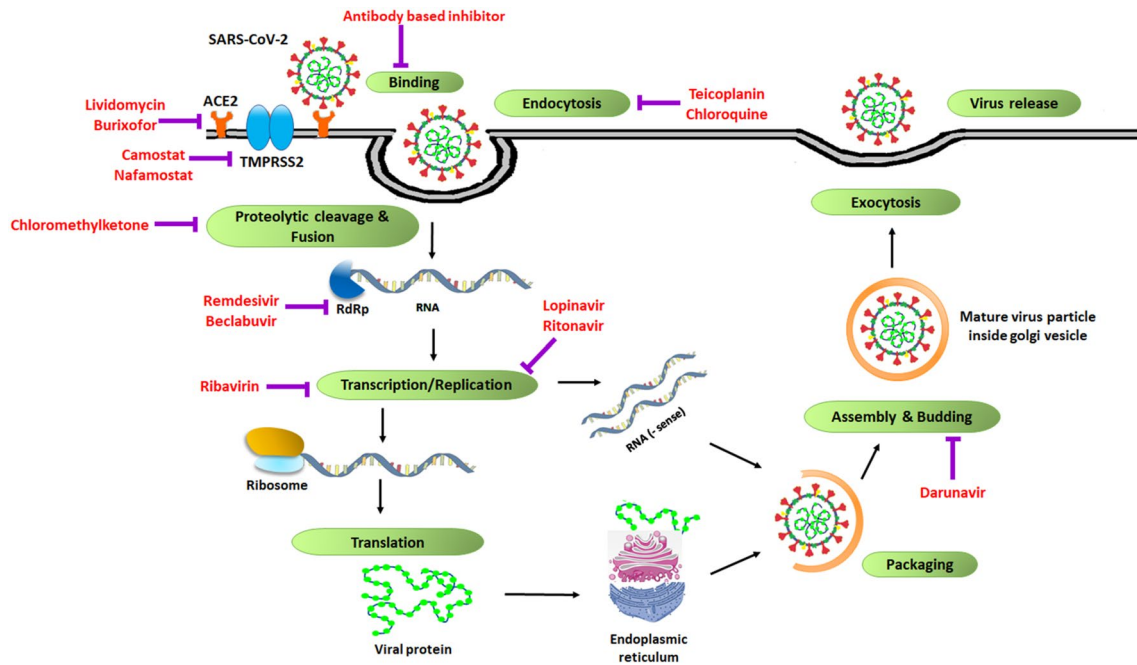 Antibody based inhibitor
SARS-CoV-2
Binding
Lividomycin
Burixofor
ACE2
Endocytosis
Teicoplanin
Chloroquine
Virus release
Camostat
Nafamostat
TMPRSS2
Chloromethylketone
Proteolytic cleavage &
Fusion
Exocytosis
Remdesivir
Beclabuvir
RdRp
RNA
Lopinavir
Ritonavir
Mature virus particle
inside golgi vesicle
Ribavirin
Transcription/Replication
RNA (- sense)
Assembly & Budding
Ribosome
Darunavir
Translation
Packaging
Viral protein
Endoplasmic
reticulum